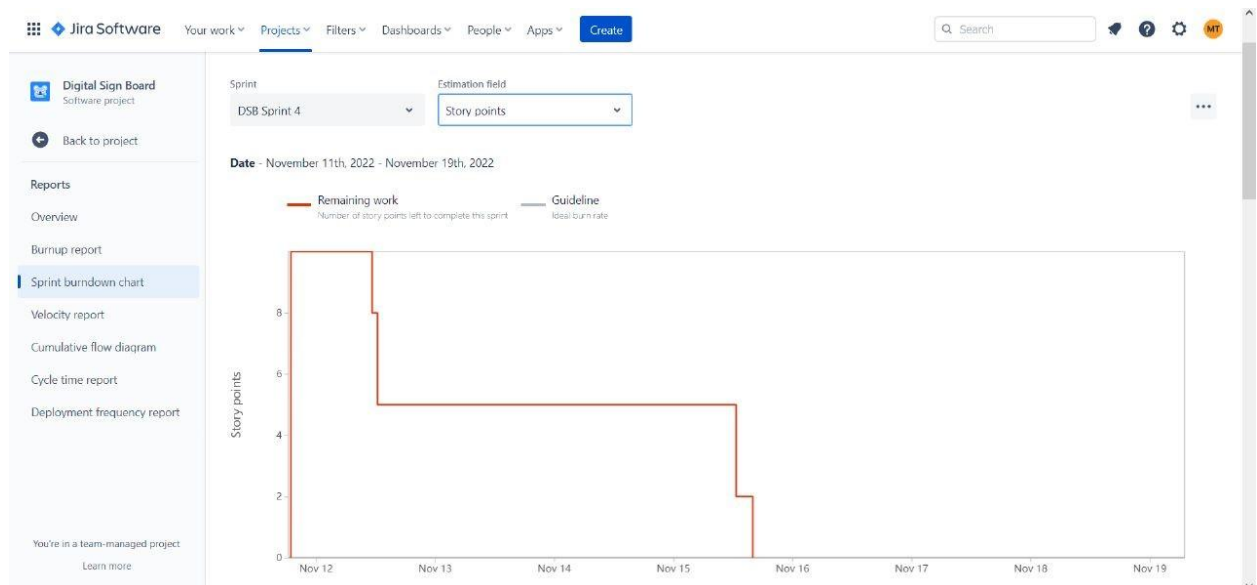 Jira Software Your work Projects Filters Dashboards People Apps Create Search MT
Digital Sign Board
Software project
Back to project
Reports
Overview
Burnup report
Sprint burndown chart
Velocity report
Cumulative flow diagram
Cycle time report
Deployment frequency report
You're in a team-managed project
Learn more
Sprint Estimation field
DSB Sprint 4 Story points
Date - November 11th, 2022 - November 19th, 2022
Remaining work Guideline
Number of story points left to complete this sprint Ideal burn rate
Story points
8
6
4
2
0
Nov 12 Nov 13 Nov 14 Nov 15 Nov 16 Nov 17 Nov 18 Nov 19